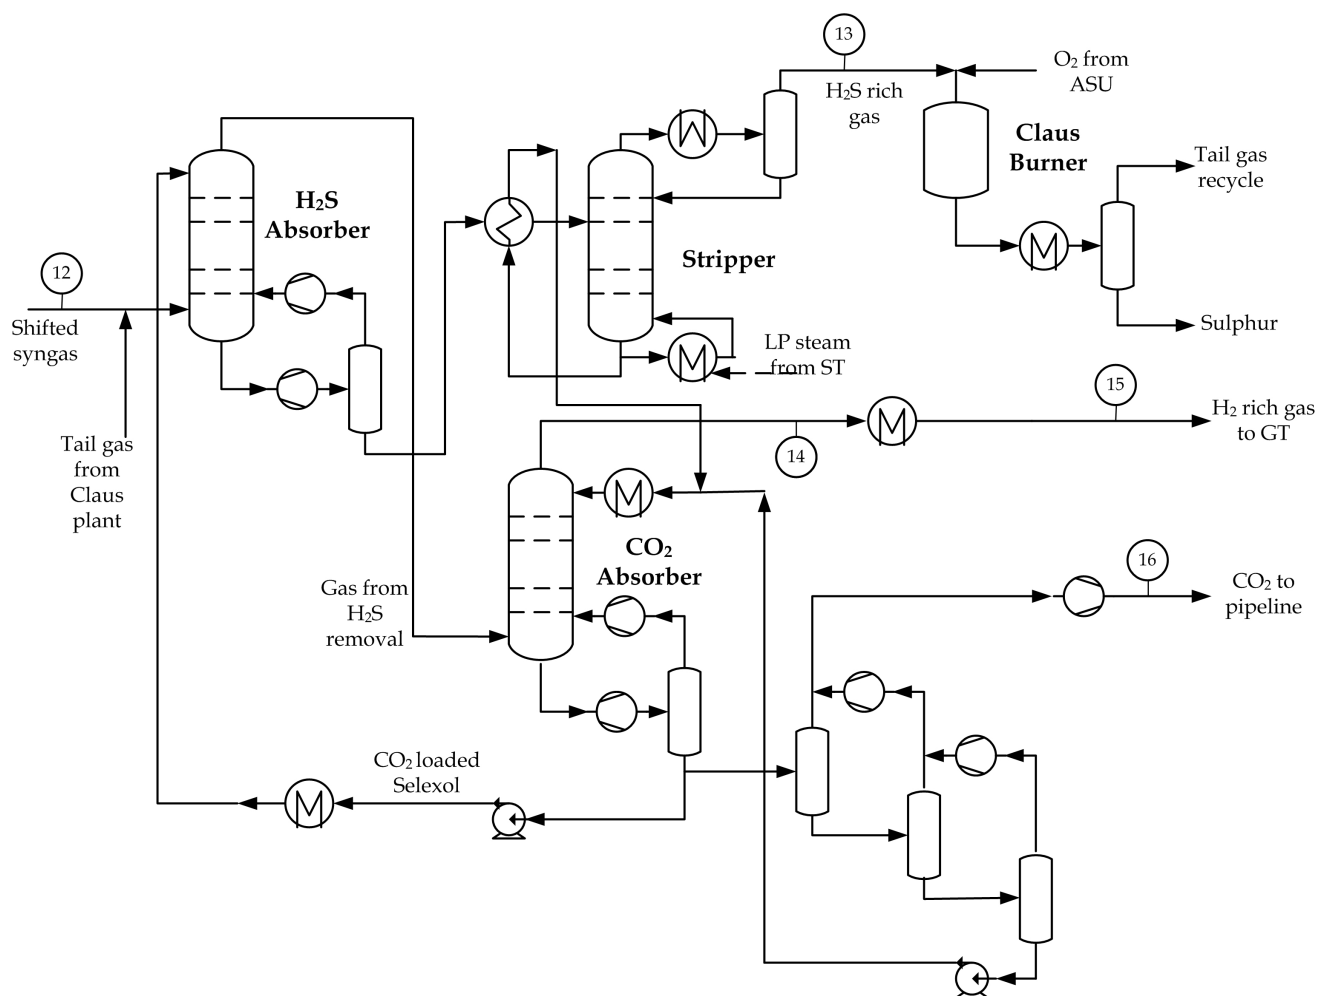 13
O₂ from
ASU
H₂S rich
gas
Claus
Burner
Tail gas
recycle
H₂S
Absorber
12
Stripper
Shifted
syngas
Sulphur
LP steam
from ST
15
H₂ rich gas
to GT
Tail gas
from
Claus
plant
14
CO₂
Absorber
16
CO₂ to
pipeline
Gas from
H₂S
removal
CO₂ loaded
Selexol